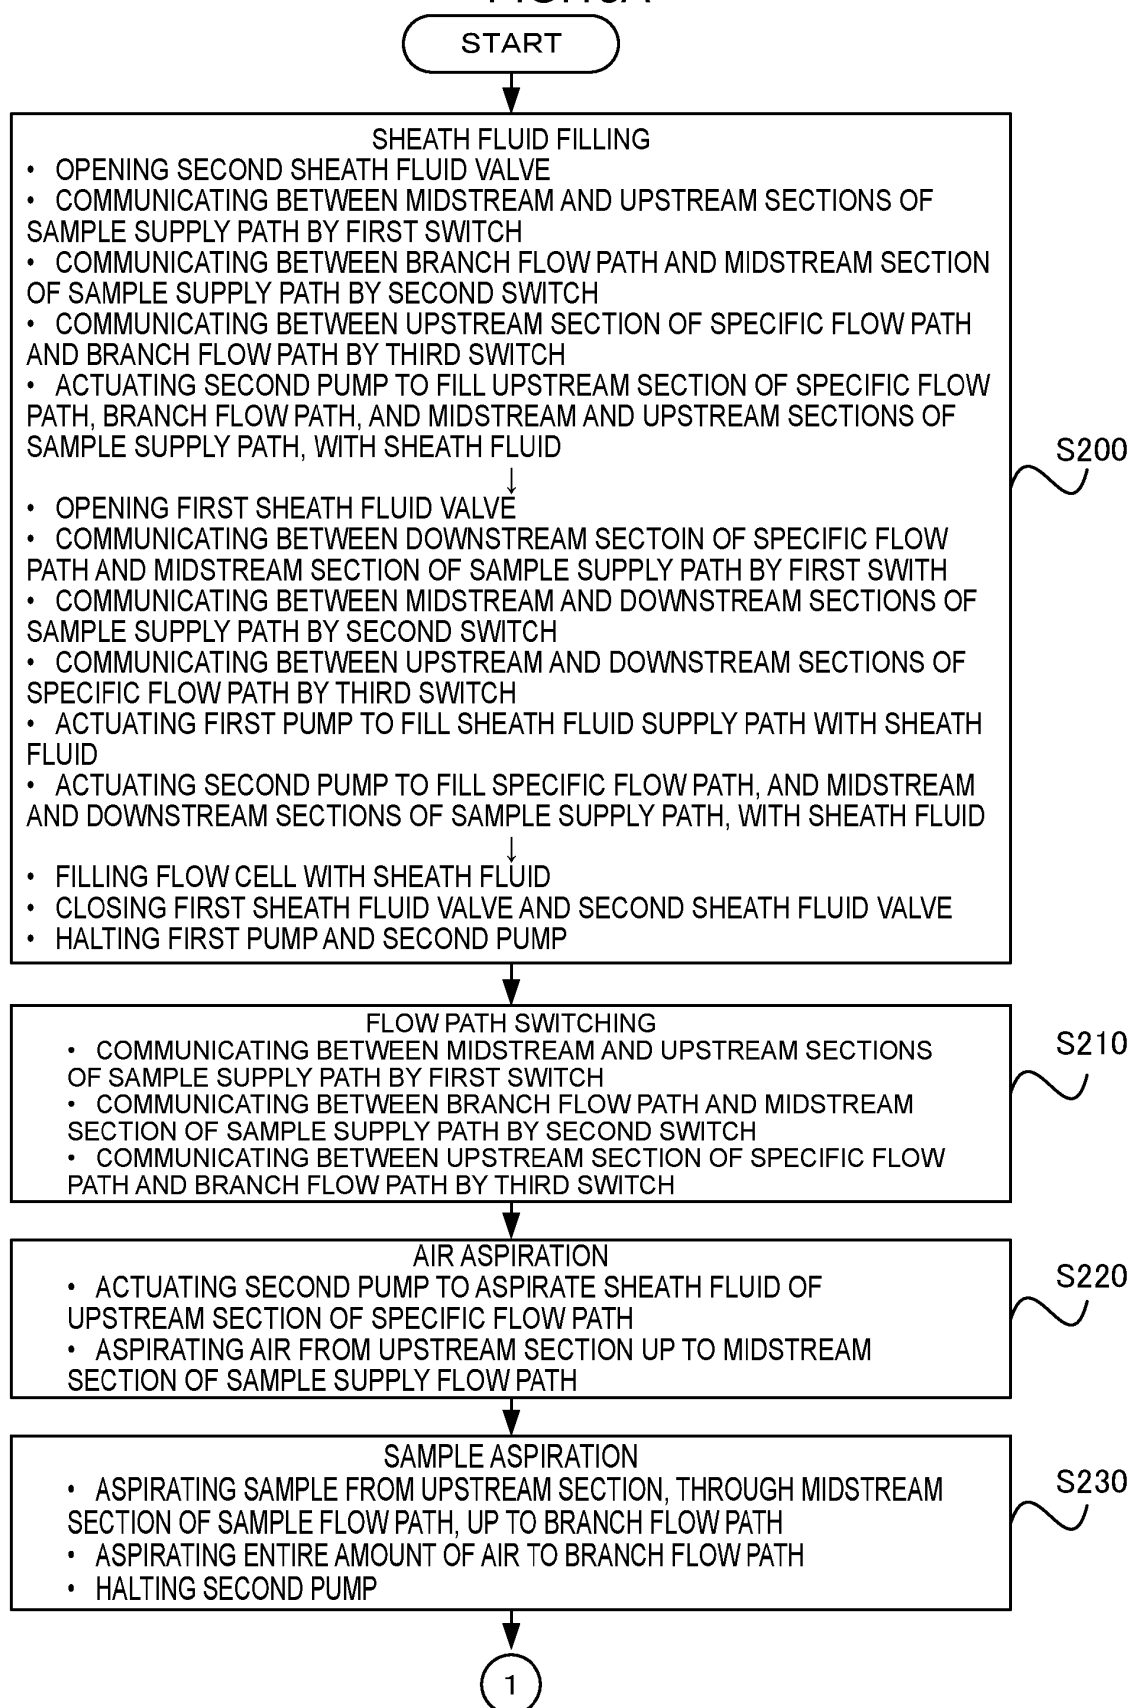 START
SHEATH FLUID FILLING
• OPENING SECOND SHEATH FLUID VALVE
• COMMUNICATING BETWEEN MIDSTREAM AND UPSTREAM SECTIONS OF
SAMPLE SUPPLY PATH BY FIRST SWITCH
• COMMUNICATING BETWEEN BRANCH FLOW PATH AND MIDSTREAM SECTION
OF SAMPLE SUPPLY PATH BY SECOND SWITCH
• COMMUNICATING BETWEEN UPSTREAM SECTION OF SPECIFIC FLOW PATH
AND BRANCH FLOW PATH BY THIRD SWITCH
• ACTUATING SECOND PUMP TO FILL UPSTREAM SECTION OF SPECIFIC FLOW
PATH, BRANCH FLOW PATH, AND MIDSTREAM AND UPSTREAM SECTIONS OF
SAMPLE SUPPLY PATH, WITH SHEATH FLUID
↓
• OPENING FIRST SHEATH FLUID VALVE
• COMMUNICATING BETWEEN DOWNSTREAM SECTOIN OF SPECIFIC FLOW
PATH AND MIDSTREAM SECTION OF SAMPLE SUPPLY PATH BY FIRST SWITH
• COMMUNICATING BETWEEN MIDSTREAM AND DOWNSTREAM SECTIONS OF
SAMPLE SUPPLY PATH BY SECOND SWITCH
• COMMUNICATING BETWEEN UPSTREAM AND DOWNSTREAM SECTIONS OF
SPECIFIC FLOW PATH BY THIRD SWITCH
• ACTUATING FIRST PUMP TO FILL SHEATH FLUID SUPPLY PATH WITH SHEATH
FLUID
• ACTUATING SECOND PUMP TO FILL SPECIFIC FLOW PATH, AND MIDSTREAM
AND DOWNSTREAM SECTIONS OF SAMPLE SUPPLY PATH, WITH SHEATH FLUID
↓
• FILLING FLOW CELL WITH SHEATH FLUID
• CLOSING FIRST SHEATH FLUID VALVE AND SECOND SHEATH FLUID VALVE
• HALTING FIRST PUMP AND SECOND PUMP
S200
FLOW PATH SWITCHING
• COMMUNICATING BETWEEN MIDSTREAM AND UPSTREAM SECTIONS
OF SAMPLE SUPPLY PATH BY FIRST SWITCH
• COMMUNICATING BETWEEN BRANCH FLOW PATH AND MIDSTREAM
SECTION OF SAMPLE SUPPLY PATH BY SECOND SWITCH
• COMMUNICATING BETWEEN UPSTREAM SECTION OF SPECIFIC FLOW
PATH AND BRANCH FLOW PATH BY THIRD SWITCH
S210
AIR ASPIRATION
• ACTUATING SECOND PUMP TO ASPIRATE SHEATH FLUID OF
UPSTREAM SECTION OF SPECIFIC FLOW PATH
• ASPIRATING AIR FROM UPSTREAM SECTION UP TO MIDSTREAM
SECTION OF SAMPLE SUPPLY FLOW PATH
S220
SAMPLE ASPIRATION
• ASPIRATING SAMPLE FROM UPSTREAM SECTION, THROUGH MIDSTREAM
SECTION OF SAMPLE FLOW PATH, UP TO BRANCH FLOW PATH
• ASPIRATING ENTIRE AMOUNT OF AIR TO BRANCH FLOW PATH
• HALTING SECOND PUMP
S230
1